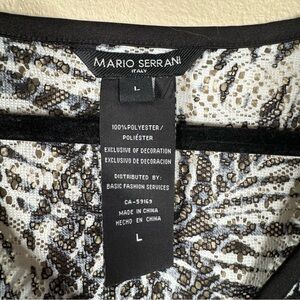 MARIO SERRANI
ITALY
L
100% POLYESTER/
POLIÉSTER
EXCLUSIVE OF DECORATION
EXCLUSIVO DE DECORACIÓN
DISTRIBUTED BY:
BASIC FASHION SERVICES
CA-59169
MADE IN CHINA
HECHO EN CHINA
L